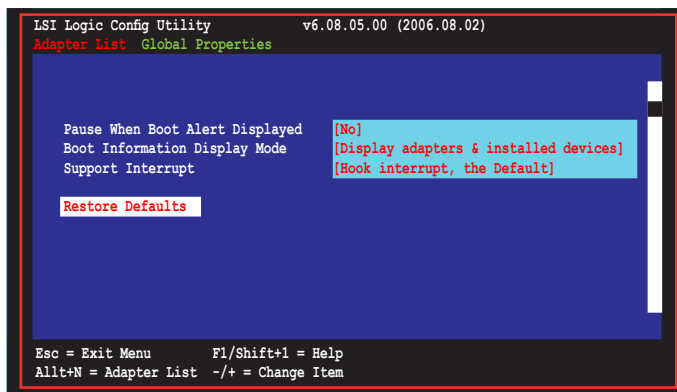 LSI Logic Config Utility v6.08.05.00 (2006.08.02)
Adapter List Global Properties
Pause When Boot Alert Displayed [No]
Boot Information Display Mode [Display adapters & installed devices]
Support Interrupt [Hook interrupt, the Default]
Restore Defaults
Esc = Exit Menu F1/Shift+1 = Help
Allt+N = Adapter List -/+ = Change Item